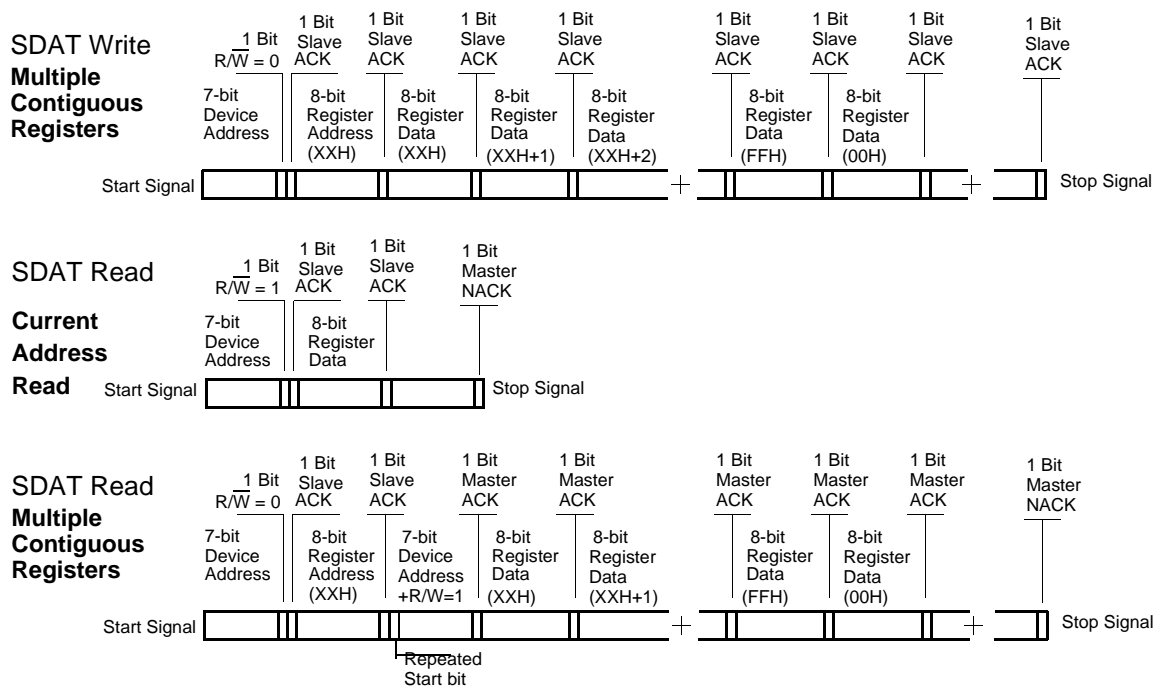 SDAT Write
Multiple
Contiguous
Registers
1 Bit
R/W̅ = 0
1 Bit
Slave
ACK
1 Bit
Slave
ACK
1 Bit
Slave
ACK
1 Bit
Slave
ACK
1 Bit
Slave
ACK
1 Bit
Slave
ACK
1 Bit
Slave
ACK
1 Bit
Slave
ACK
7-bit
Device
Address
8-bit
Register
Address
(XXH)
8-bit
Register
Data
(XXH)
8-bit
Register
Data
(XXH+1)
8-bit
Register
Data
(XXH+2)
8-bit
Register
Data
(FFH)
8-bit
Register
Data
(00H)
Start Signal
Stop Signal
SDAT Read
Current
Address
Read
1 Bit
R/W̅ = 1
1 Bit
Slave
ACK
1 Bit
Slave
ACK
1 Bit
Master
NACK
7-bit
Device
Address
8-bit
Register
Data
Start Signal
Stop Signal
SDAT Read
Multiple
Contiguous
Registers
1 Bit
R/W̅ = 0
1 Bit
Slave
ACK
1 Bit
Slave
ACK
1 Bit
Master
ACK
1 Bit
Master
ACK
1 Bit
Master
ACK
1 Bit
Master
ACK
1 Bit
Master
ACK
1 Bit
Master
NACK
7-bit
Device
Address
8-bit
Register
Address
(XXH)
7-bit
Device
Address
+R/W=1
8-bit
Register
Data
(XXH)
8-bit
Register
Data
(XXH+1)
8-bit
Register
Data
(FFH)
8-bit
Register
Data
(00H)
Start Signal
Stop Signal
Repeated
Start bit